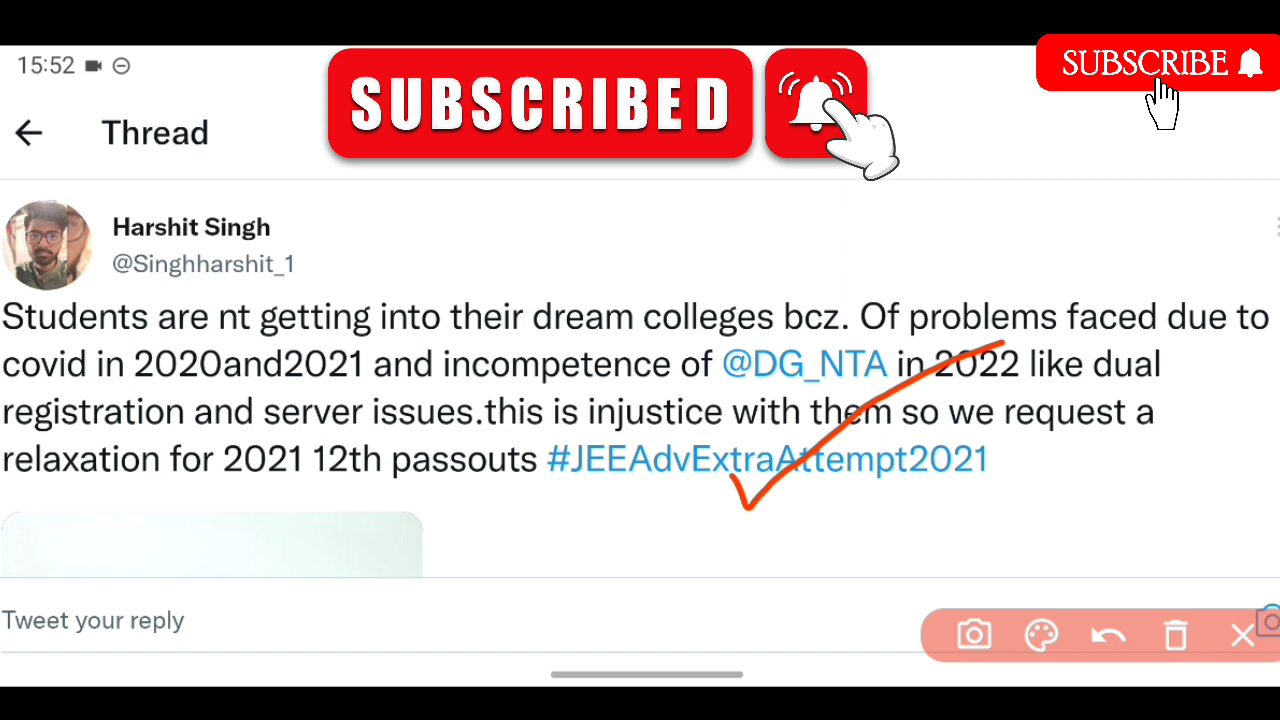 15:52
SUBSCRIBED
SUBSCRIBE
Thread
Harshit Singh
@Singhharshit_1
Students are nt getting into their dream colleges bcz. Of problems faced due to
covid in 2020and2021 and incompetence of @DG_NTA in 2022 like dual
registration and server issues.this is injustice with them so we request a
relaxation for 2021 12th passouts #JEEAdvExtraAttempt2021
Tweet your reply